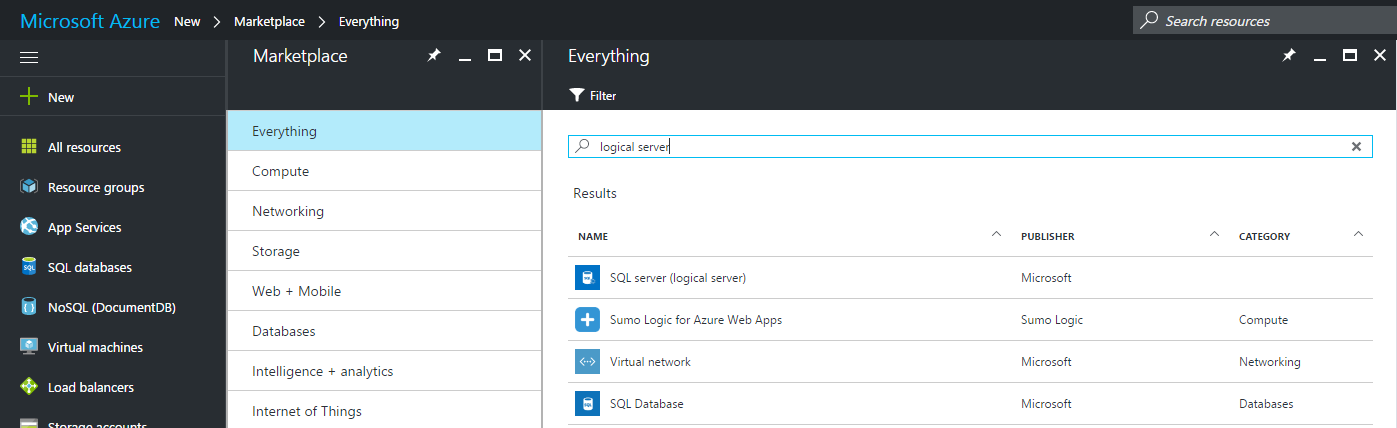 Microsoft Azure New > Marketplace > Everything
Search resources
New
All resources
Resource groups
App Services
SQL databases
NoSQL (DocumentDB)
Virtual machines
Load balancers
Storage accounts
Marketplace
Everything
Compute
Networking
Storage
Web + Mobile
Databases
Intelligence + analytics
Internet of Things
Everything
Filter
logical server
Results
NAME PUBLISHER CATEGORY
SQL server (logical server) Microsoft
Sumo Logic for Azure Web Apps Sumo Logic Compute
Virtual network Microsoft Networking
SQL Database Microsoft Databases